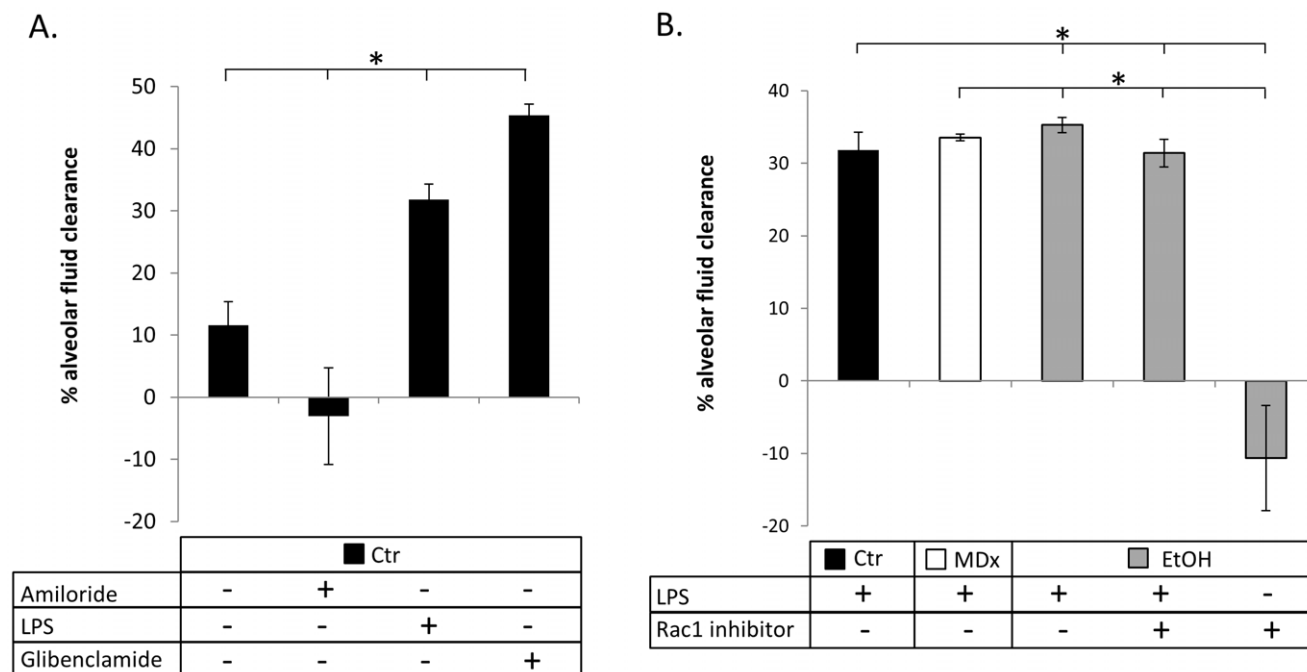 A.
*
% alveolar fluid clearance
50
40
30
20
10
0
-10
-20
Ctr
Amiloride - + - -
LPS - - + -
Glibenclamide - - - +
B.
*
*
% alveolar fluid clearance
40
30
20
10
0
-10
-20
Ctr MDx EtOH
LPS + + + + -
Rac1 inhibitor - - - + +